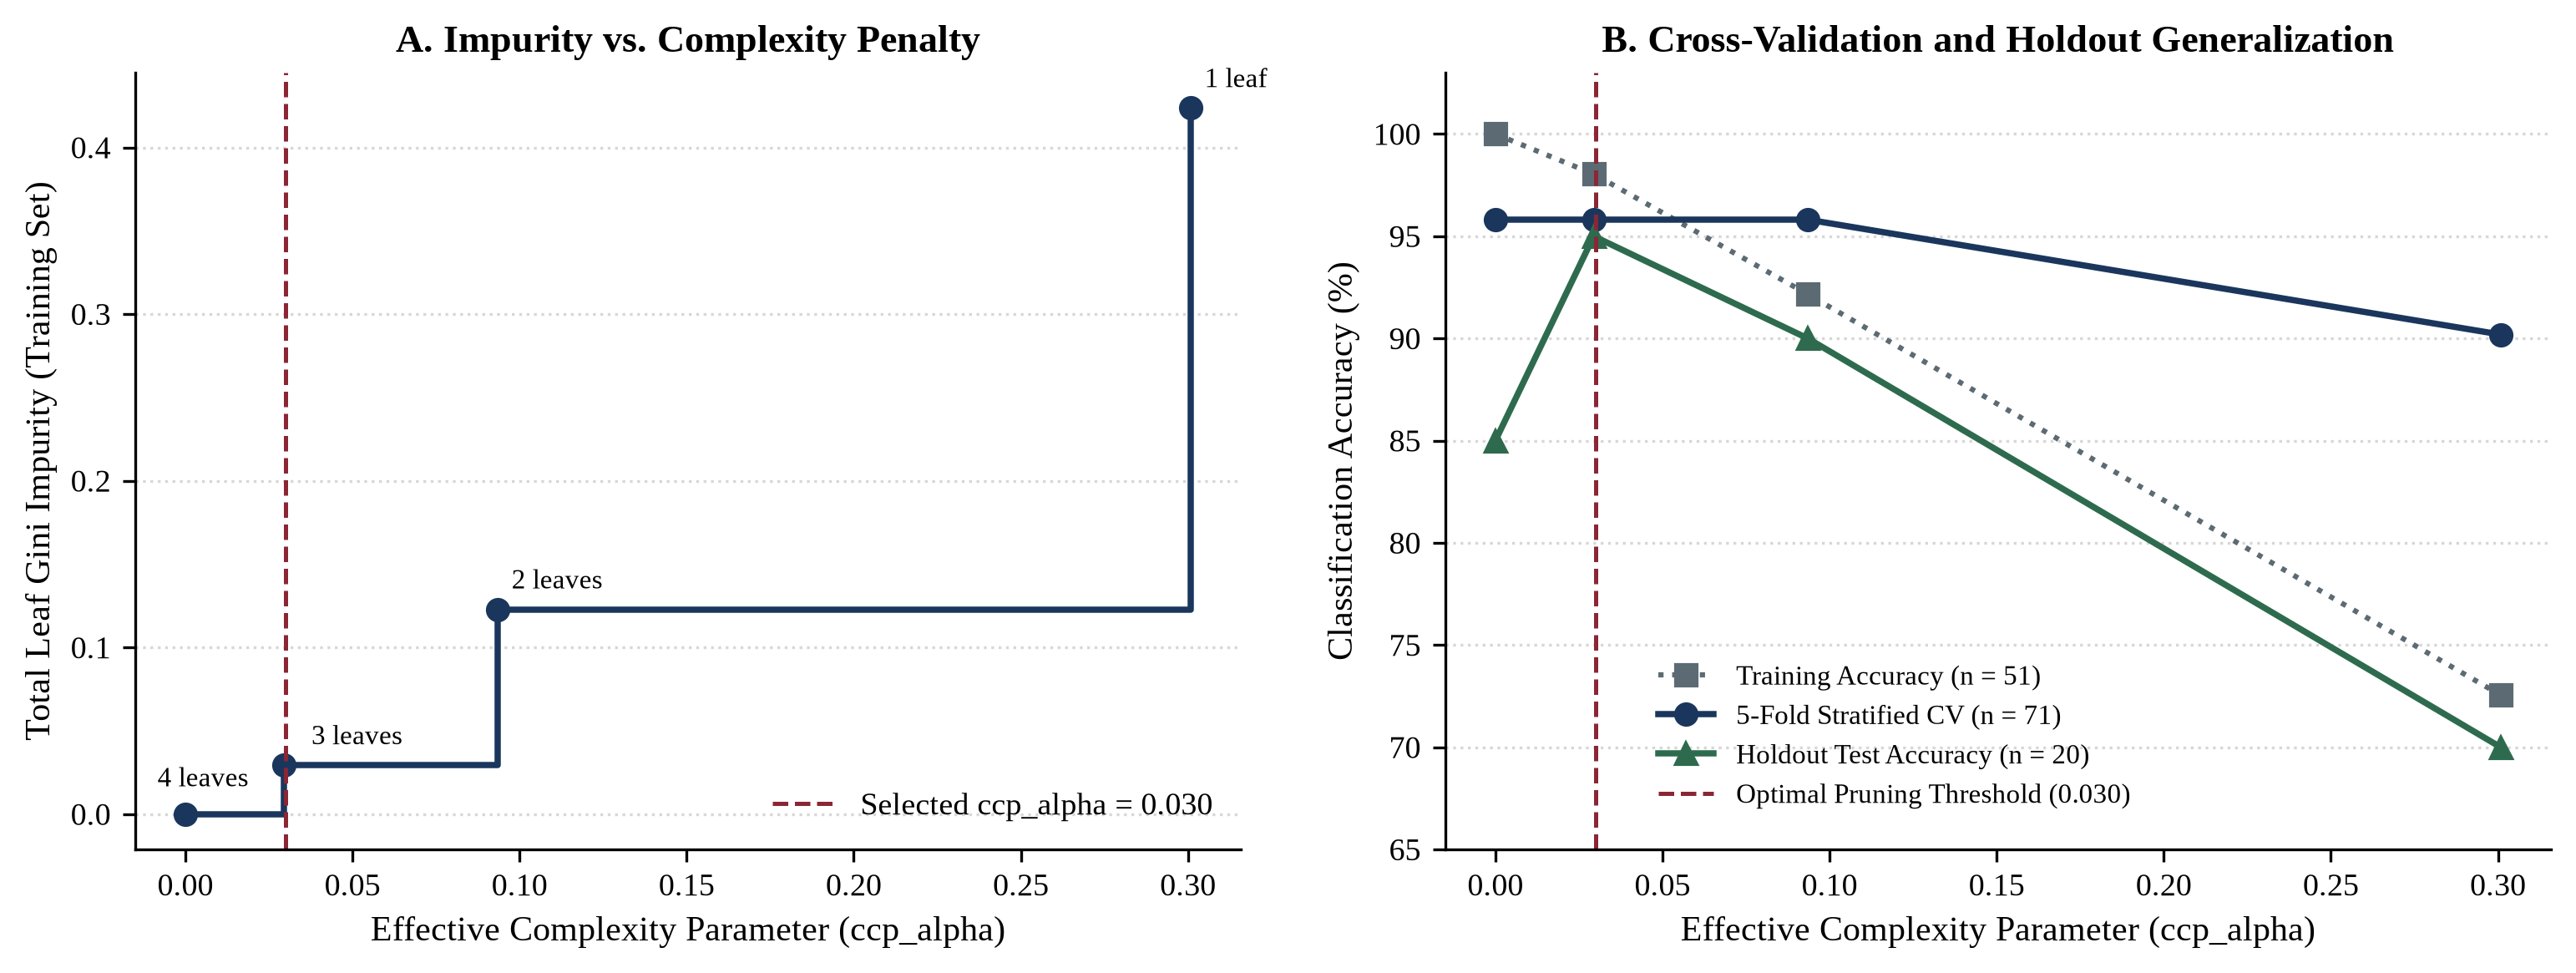 A. Impurity vs. Complexity Penalty
Total Leaf Gini Impurity (Training Set)
0.4
0.3
0.2
0.1
0.0
1 leaf
2 leaves
3 leaves
4 leaves
Selected ccp_alpha = 0.030
0.00 0.05 0.10 0.15 0.20 0.25 0.30
Effective Complexity Parameter (ccp_alpha)
B. Cross-Validation and Holdout Generalization
Classification Accuracy (%)
100
95
90
85
80
75
70
65
Training Accuracy (n = 51)
5-Fold Stratified CV (n = 71)
Holdout Test Accuracy (n = 20)
Optimal Pruning Threshold (0.030)
0.00 0.05 0.10 0.15 0.20 0.25 0.30
Effective Complexity Parameter (ccp_alpha)